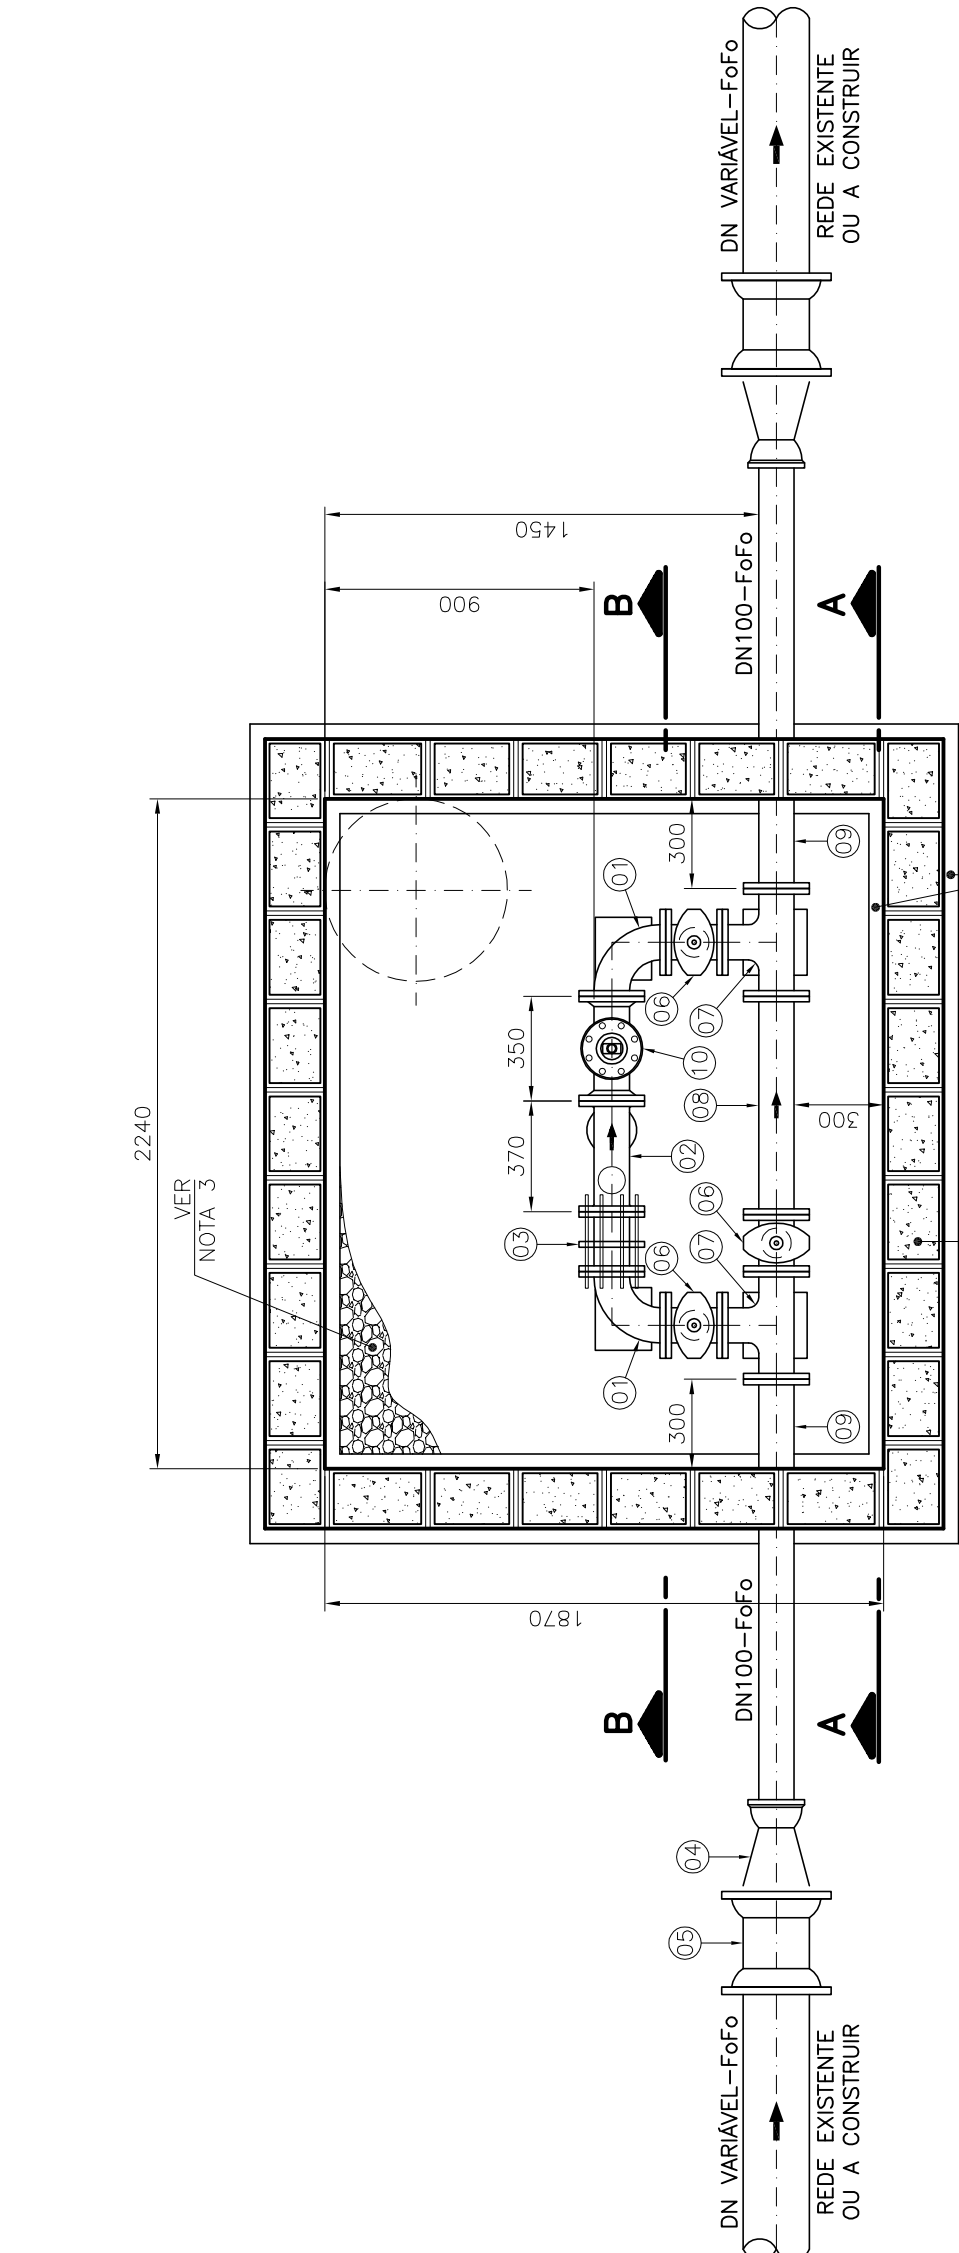 DN VARIÁVEL-FoFo
REDE EXISTENTE
OU A CONSTRUIR
1450
900
B
A
DN100-FoFo
2240
VER
NOTA 3
300
09
01
06
07
350
10
08
300
370
02
03
06
06
07
01
300
09
1870
B
A
DN100-FoFo
04
05
DN VARIÁVEL-FoFo
REDE EXISTENTE
OU A CONSTRUIR